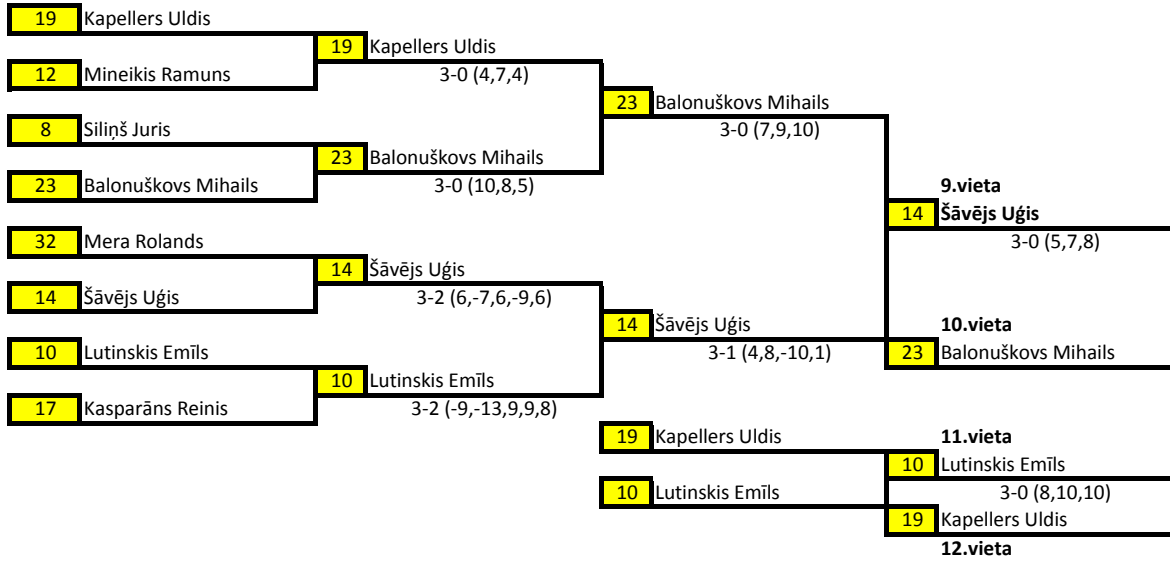 19 Kapellers Uldis
19 Kapellers Uldis
12 Mineikis Ramuns
3-0 (4,7,4)
23 Balonuškovs Mihails
8 Siliņš Juris
3-0 (7,9,10)
23 Balonuškovs Mihails
23 Balonuškovs Mihails
3-0 (10,8,5)
9.vieta
14 Šāvējs Uģis
32 Mera Rolands
3-0 (5,7,8)
14 Šāvējs Uģis
14 Šāvējs Uģis
3-2 (6,-7,6,-9,6)
14 Šāvējs Uģis
10.vieta
10 Lutinskis Emīls
3-1 (4,8,-10,1)
23 Balonuškovs Mihails
10 Lutinskis Emīls
17 Kasparāns Reinis
3-2 (-9,-13,9,9,8)
19 Kapellers Uldis
11.vieta
10 Lutinskis Emīls
10 Lutinskis Emīls
3-0 (8,10,10)
19 Kapellers Uldis
12.vieta